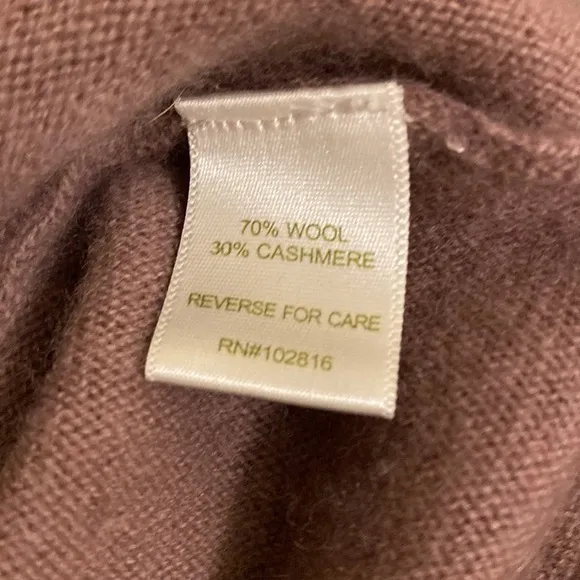 70% WOOL
30% CASHMERE
REVERSE FOR CARE
RN#102816